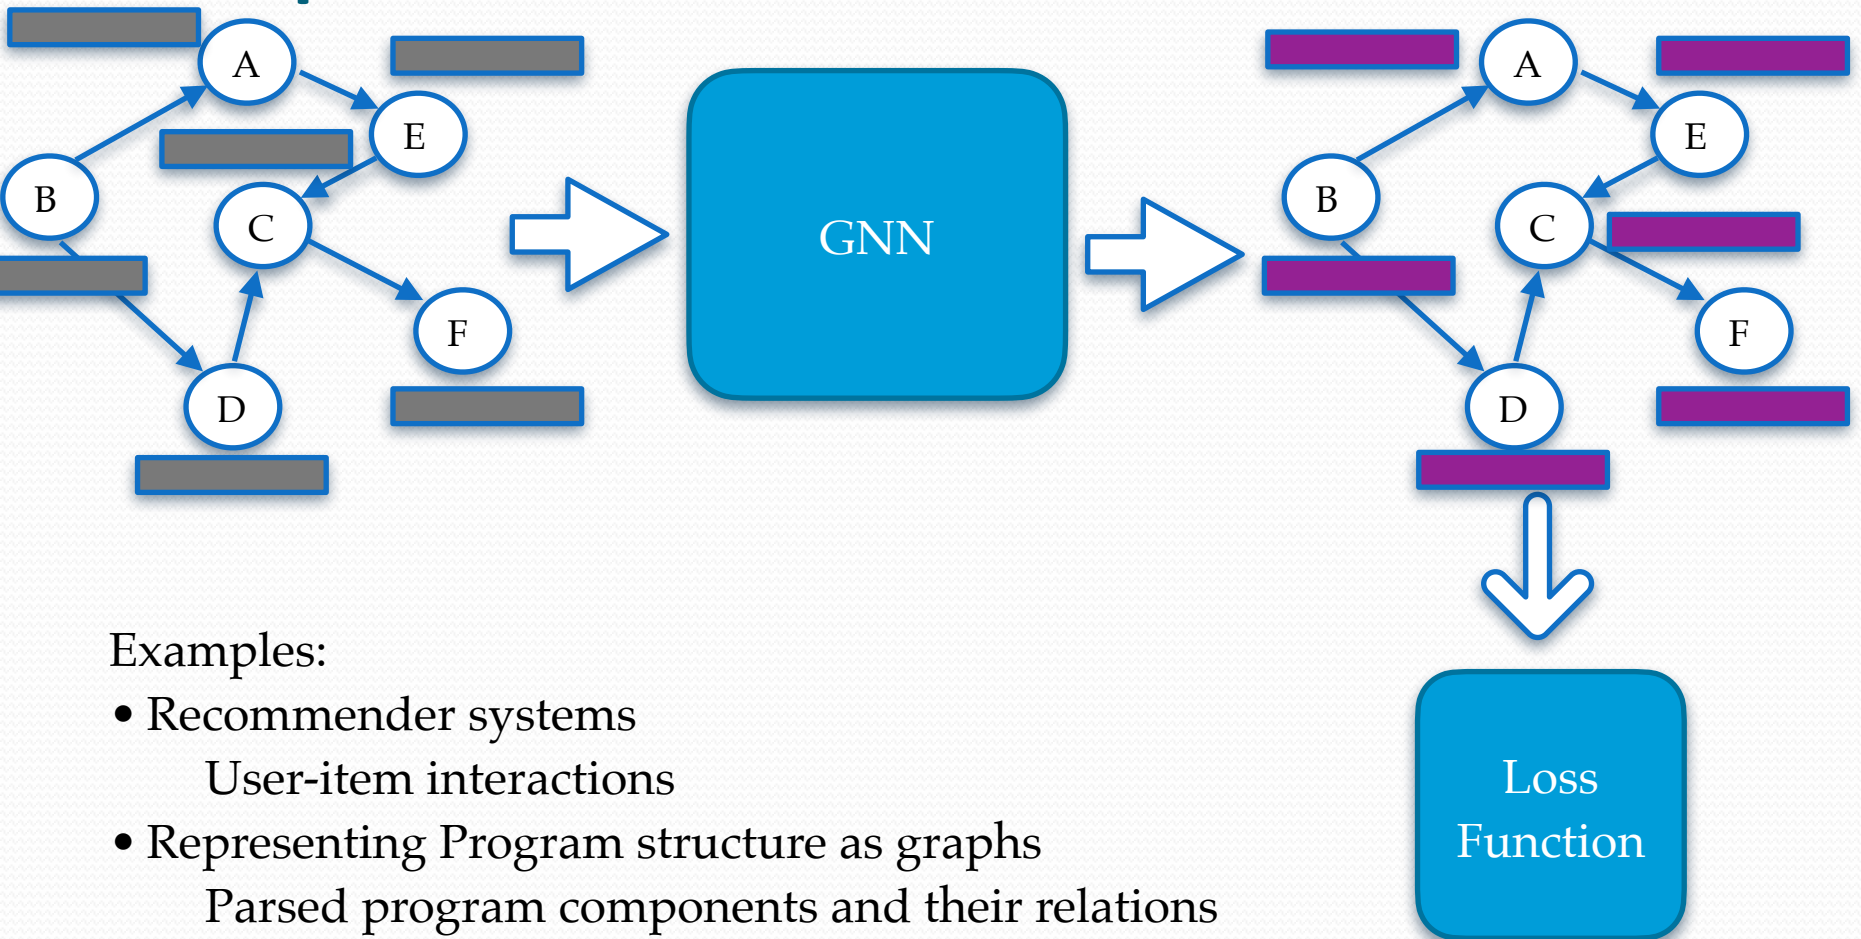 A
E
B
C
F
D
GNN
A
E
B
C
F
D
Examples:
• Recommender systems
User-item interactions
• Representing Program structure as graphs
Parsed program components and their relations
Loss
Function